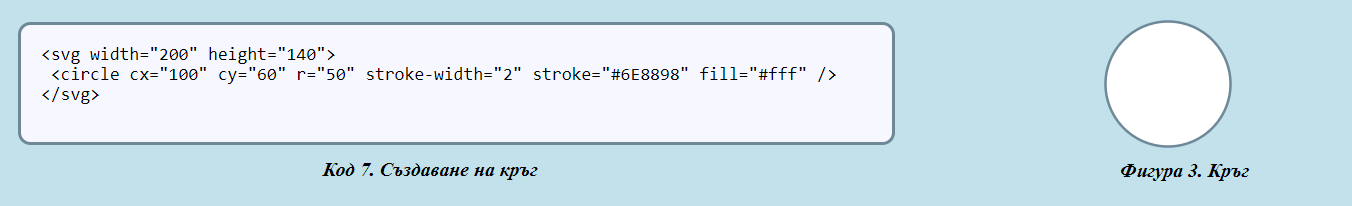 <svg width="200" height="140">
<circle cx="100" cy="60" r="50" stroke-width="2" stroke="#6E8898" fill="#fff" />
</svg>
Код 7. Създаване на кръг
Фигура 3. Кръг